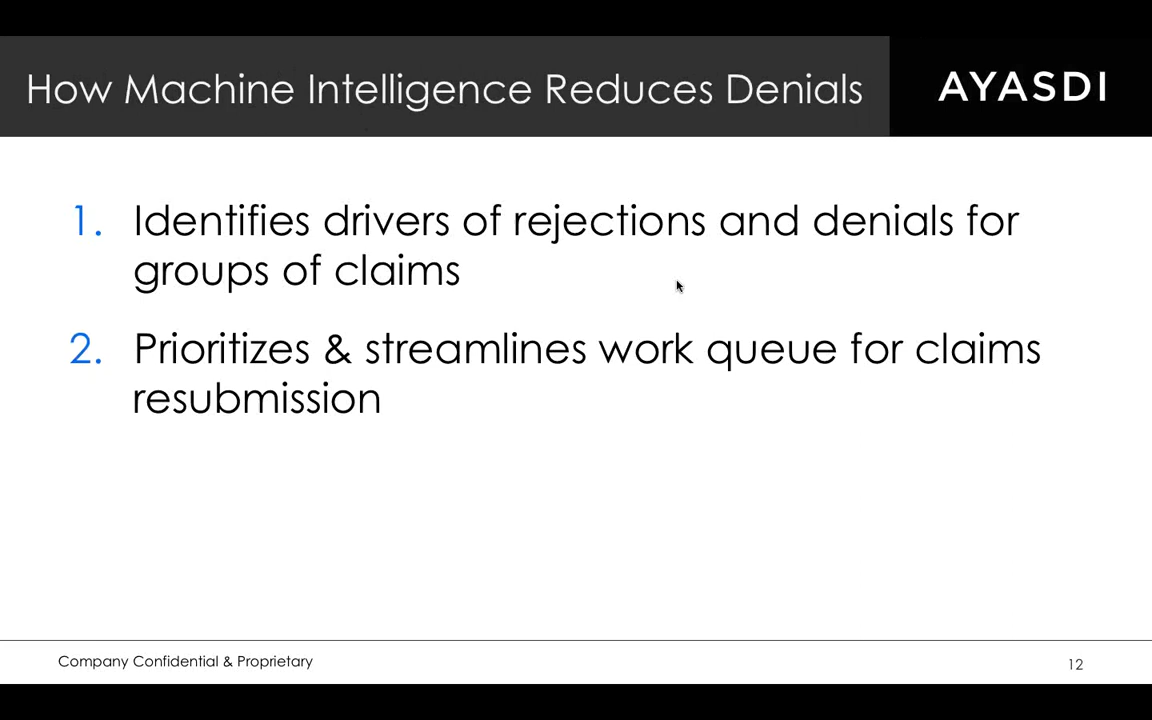 How Machine Intelligence Reduces Denials
AYASDI
1. Identifies drivers of rejections and denials for
groups of claims
2. Prioritizes & streamlines work queue for claims
resubmission
Company Confidential & Proprietary
12